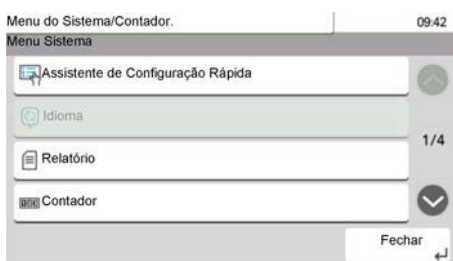 Menu do Sistema/Contador.
09:42
Menu Sistema
Assistente de Configuração Rápida
Idioma
1/4
Relatório
Contador
Fechar